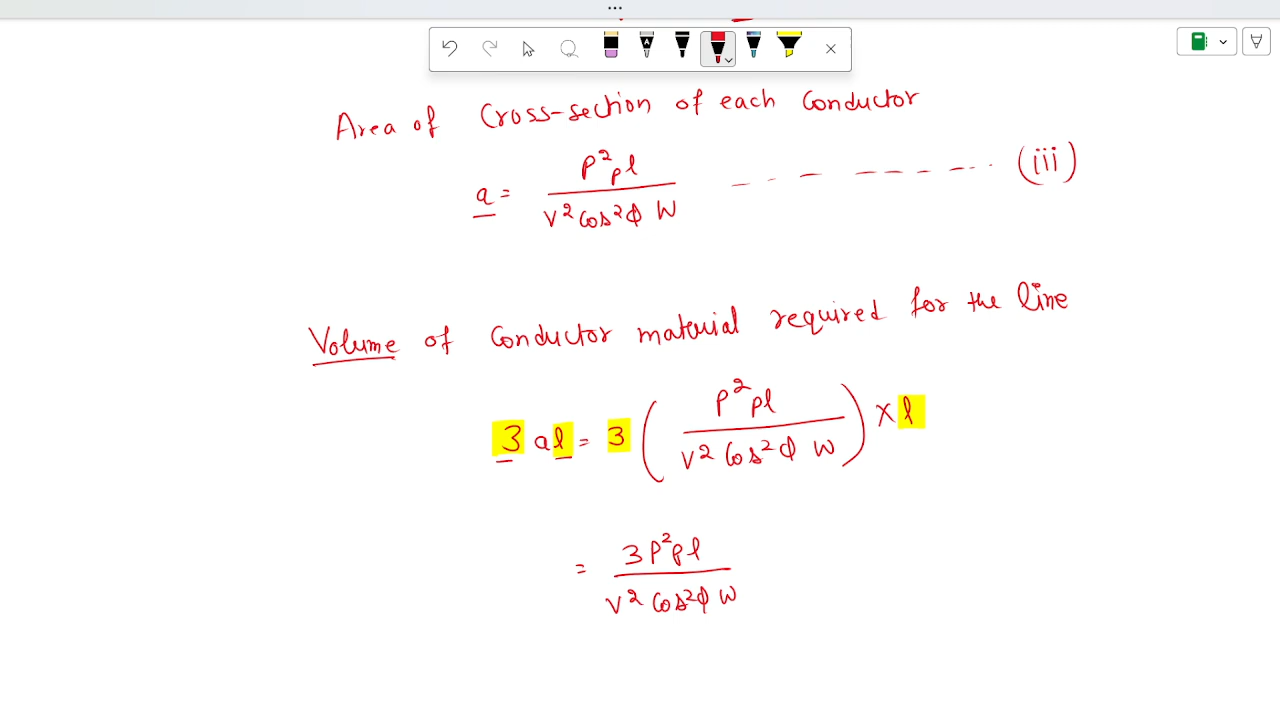 Area of Cross-section of each Conductor
a = P²ρl / V² Cos²ϕ W ------- (iii)
Volume of Conductor material required for the line
3 a l = 3 ( P²ρl / V² Cos²ϕ W ) × l
= 3P²ρl / V² Cos²ϕ W